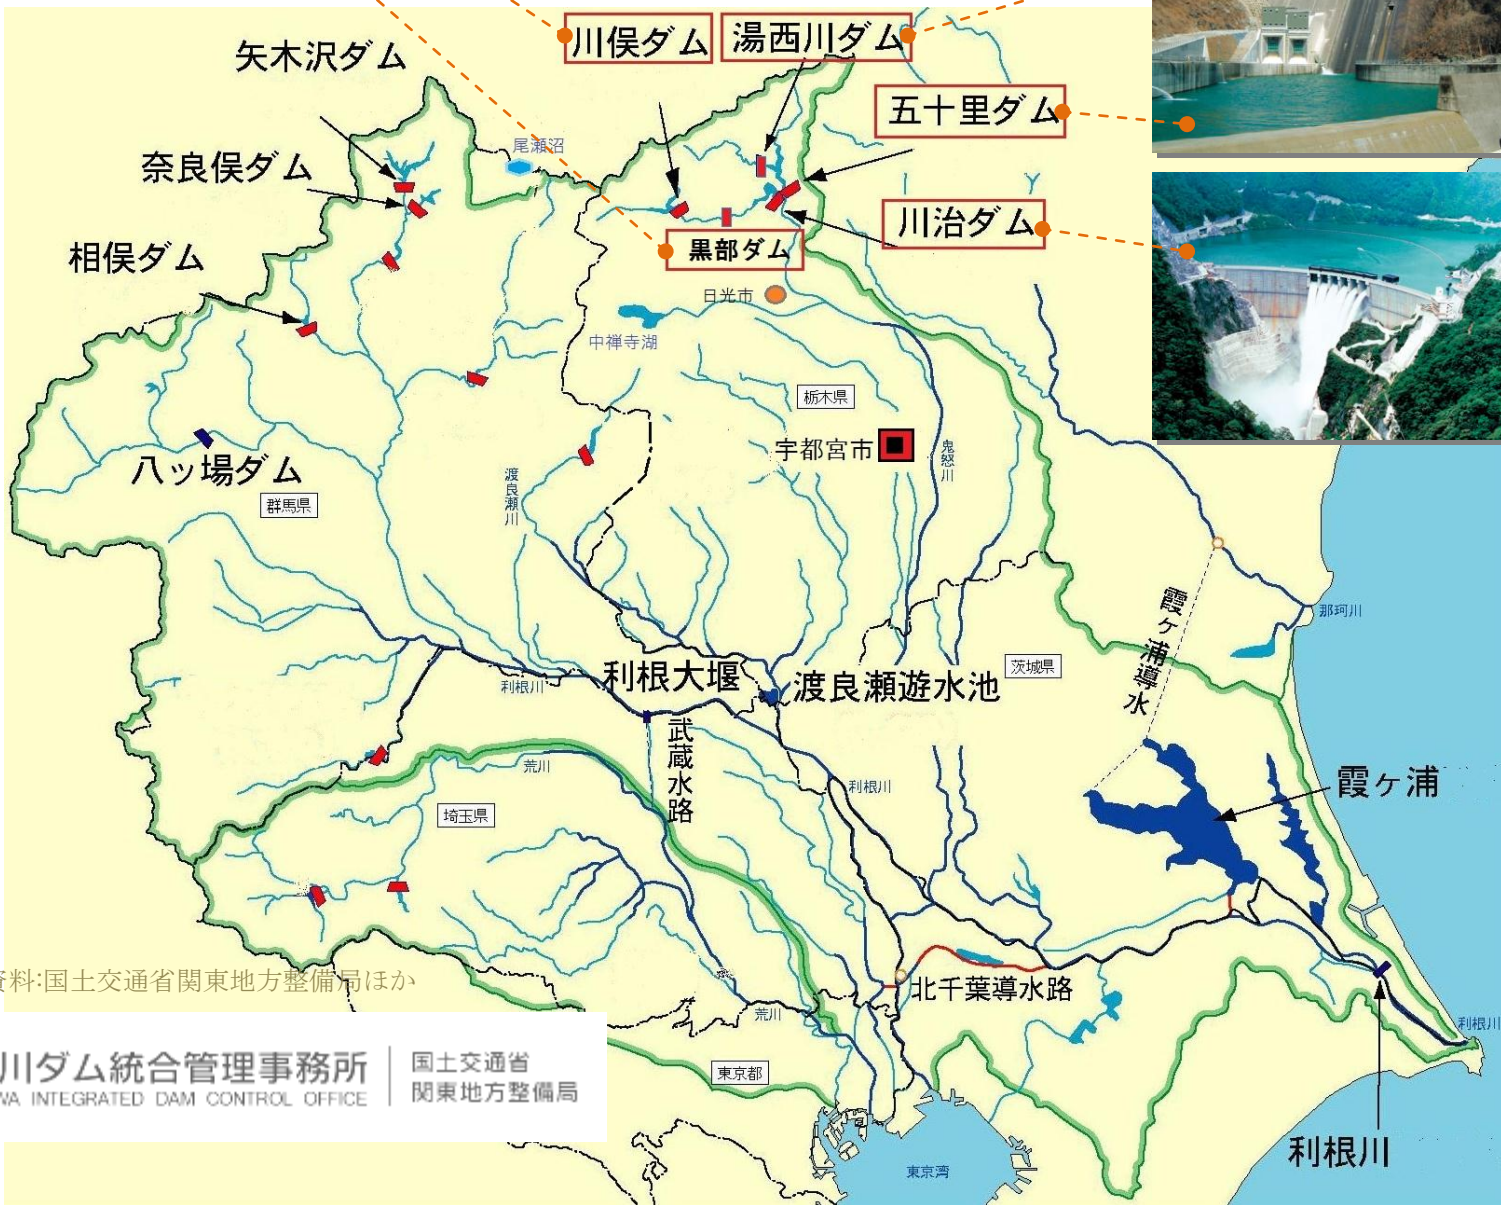 川俣ダム
湯西川ダム
矢木沢ダム
五十里ダム
尾瀬沼
奈良俣ダム
川治ダム
黒部ダム
相俣ダム
日光市
中禅寺湖
栃木県
宇都宮市
鬼怒川
八ッ場ダム
渡良瀬川
群馬県
霞ヶ浦導水
那珂川
茨城県
利根大堰
渡良瀬遊水池
利根川
武蔵水路
荒川
利根川
霞ヶ浦
埼玉県
資料:国土交通省関東地方整備局ほか
北千葉導水路
荒川
利根川
川ダム統合管理事務所
WA INTEGRATED DAM CONTROL OFFICE
国土交通省
関東地方整備局
東京都
利根川
東京湾